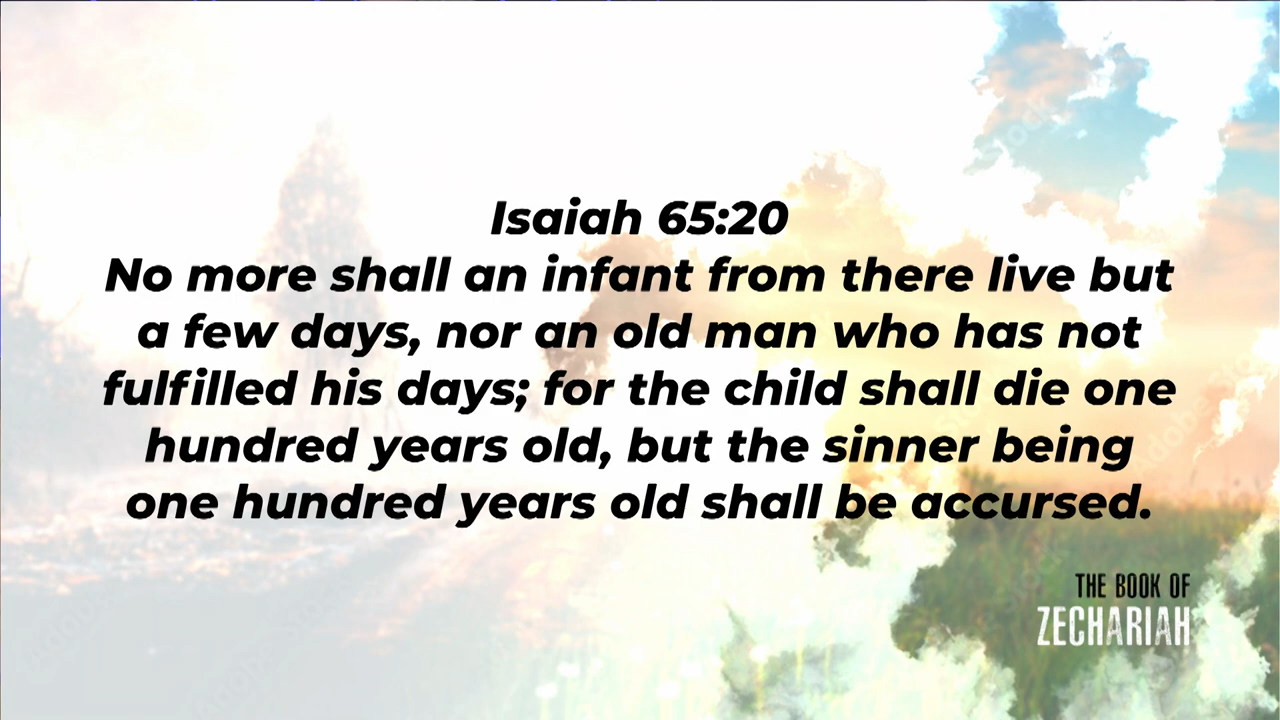 Isaiah 65:20
No more shall an infant from there live but
a few days, nor an old man who has not
fulfilled his days; for the child shall die one
hundred years old, but the sinner being
one hundred years old shall be accursed.
THE BOOK OF
ZECHARIAH